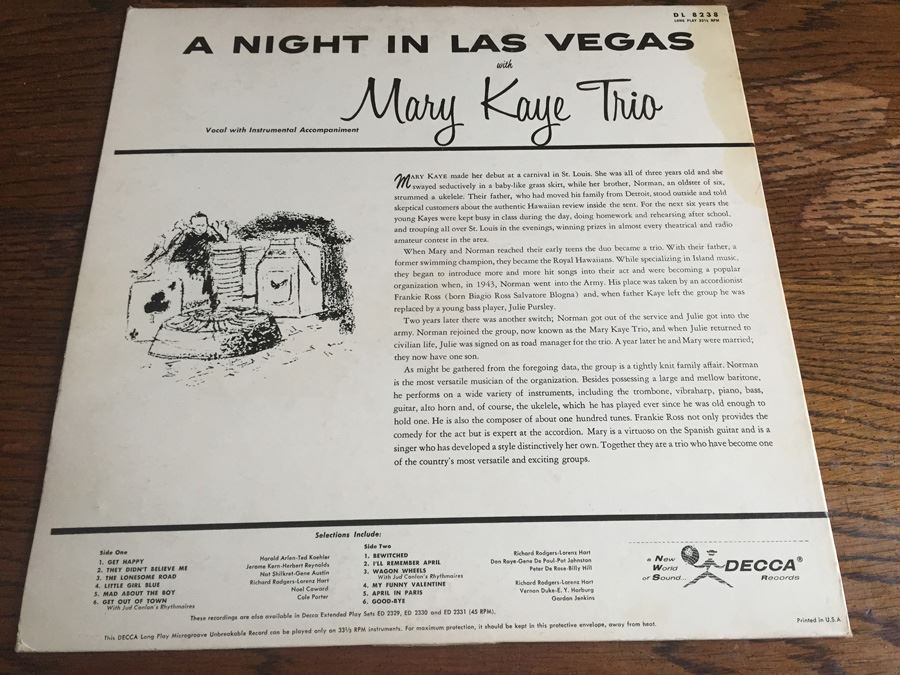 DL 8238
LONG PLAY 33⅓ RPM
A NIGHT IN LAS VEGAS
with
Mary Kaye Trio
Vocal with Instrumental Accompaniment
MARY KAYE made her debut at a carnival in St. Louis. She was all of three years old and she
swayed seductively in a baby-like grass skirt, while her brother, Norman, an oldster of six,
strummed a ukelele. Their father, who had moved his family from Detroit, stood outside and told
skeptical customers about the authentic Hawaiian review inside the tent. For the next six years the
young Kayes were kept busy in class during the day, doing homework and rehearsing after school,
and trouping all over St. Louis in the evenings, winning prizes in almost every theatrical and radio
amateur contest in the area.
When Mary and Norman reached their early teens the duo became a trio. With their father, a
former swimming champion, they became the Royal Hawaiians. While specializing in Island music,
they began to introduce more and more hit songs into their act and were becoming a popular
organization when, in 1943, Norman went into the Army. His place was taken by an accordionist
Frankie Ross (born Biagio Ross Salvatore Blogna) and, when father Kaye left the group he was
replaced by a young bass player, Julie Pursley.
Two years later there was another switch; Norman got out of the service and Julie got into the
army. Norman rejoined the group, now known as the Mary Kaye Trio, and when Julie returned to
civilian life, Julie was signed on as road manager for the trio. A year later he and Mary were married;
they now have one son.
As might be gathered from the foregoing data, the group is a tightly knit family affair. Norman
is the most versatile musician of the organization. Besides possessing a large and mellow baritone,
he performs on a wide variety of instruments, including the trombone, vibraharp, piano, bass,
guitar, alto horn and, of course, the ukelele, which he has played ever since he was old enough to
hold one. He is also the composer of about one hundred tunes. Frankie Ross not only provides the
comedy for the act but is expert at the accordion. Mary is a virtuoso on the Spanish guitar and is a
singer who has developed a style distinctively her own. Together they are a trio who have become one
of the country's most versatile and exciting groups.
Selections Include:
Side One
1. GET HAPPY Harold Arlen-Ted Koehler
2. THEY DIDN'T BELIEVE ME Jerome Kern-Herbert Reynolds
3. THE LONESOME ROAD Nat Shilkret-Gene Austin
4. LITTLE GIRL BLUE Richard Rodgers-Lorenz Hart
5. MAD ABOUT THE BOY Noel Coward
6. GET OUT OF TOWN Cole Porter
With Jud Conlon's Rhythmaires
Side Two
1. BEWITCHED Richard Rodgers-Lorenz Hart
2. I'LL REMEMBER APRIL Don Raye-Gene De Paul-Pat Johnston
3. WAGON WHEELS Peter De Rose-Billy Hill
With Jud Conlon's Rhythmaires
4. MY FUNNY VALENTINE Richard Rodgers-Lorenz Hart
5. APRIL IN PARIS Vernon Duke-E. Y. Harburg
6. GOOD-BYE Gordon Jenkins
a New
World
of Sound...
DECCA®
Records
These recordings are also available in Decca Extended Play Sets ED 2329, ED 2330 and ED 2331 (45 RPM).
This DECCA Long Play Microgroove Unbreakable Record can be played only on 33⅓ RPM instruments. For maximum protection, it should be kept in this protective envelope, away from heat.
Printed in U.S.A.